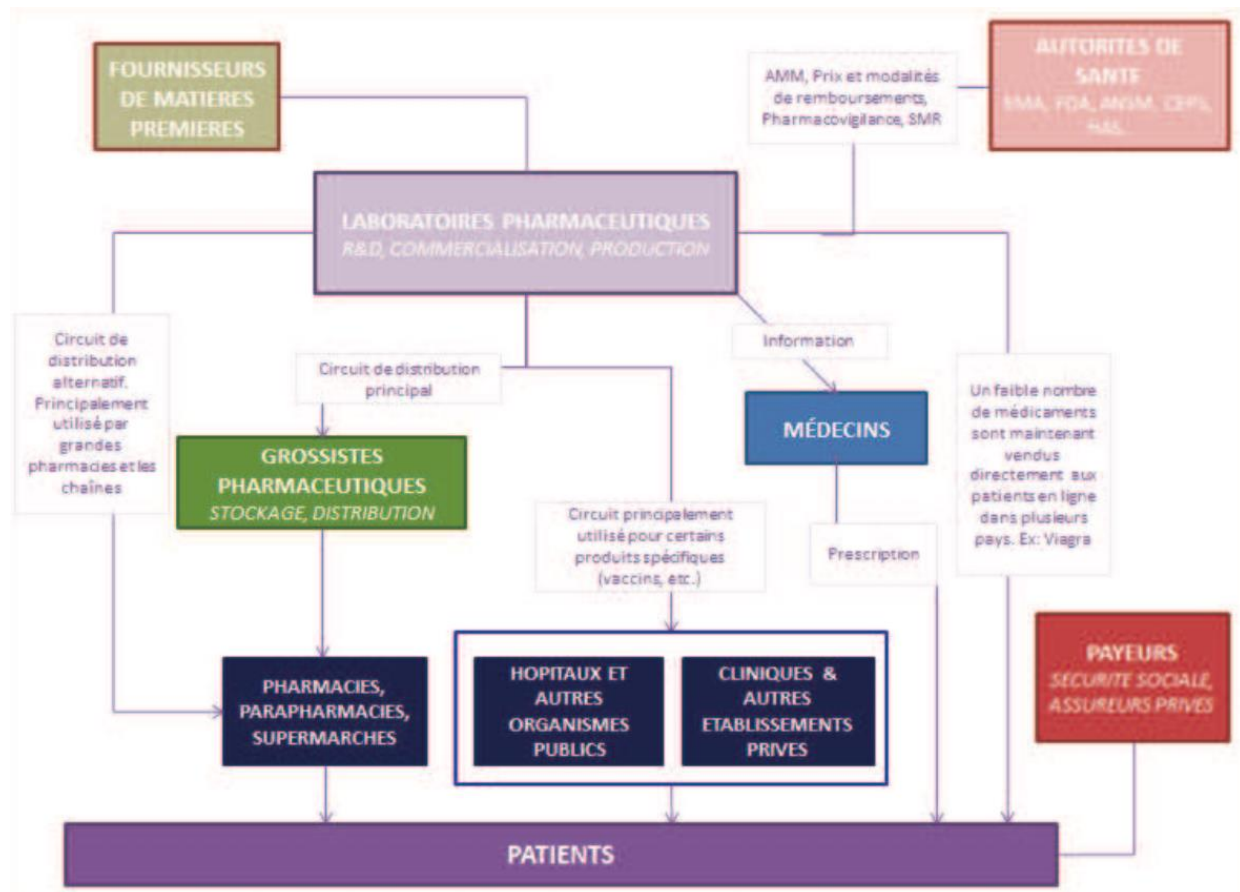 FOURNISSEURS
DE MATIERES
PREMIERES
AMM, Prix et modalités
de remboursements,
Pharmacovigilance, SMR
AUTORITES DE
SANTE
EMA, FDA, ANSM, CEPS,
HAS
LABORATOIRES PHARMACEUTIQUES
R&D, COMMERCIALISATION, PRODUCTION
Circuit de
distribution
alternatif.
Principalement
utilisé par
grandes
pharmacies et les
chaînes
Circuit de distribution
principal
Information
Un faible nombre
de médicaments
sont maintenant
vendus
directement aux
patients en ligne
dans plusieurs
pays. Ex: Viagra
MÉDECINS
GROSSISTES
PHARMACEUTIQUES
STOCKAGE, DISTRIBUTION
Circuit principalement
utilisé pour certains
produits spécifiques
(vaccins, etc.)
Prescription
PHARMACIES,
PARAPHARMACIES,
SUPERMARCHES
HOPITAUX ET
AUTRES
ORGANISMES
PUBLICS
CLINIQUES &
AUTRES
ETABLISSEMENTS
PRIVES
PAYEURS
SECURITE SOCIALE,
ASSUREURS PRIVES
PATIENTS